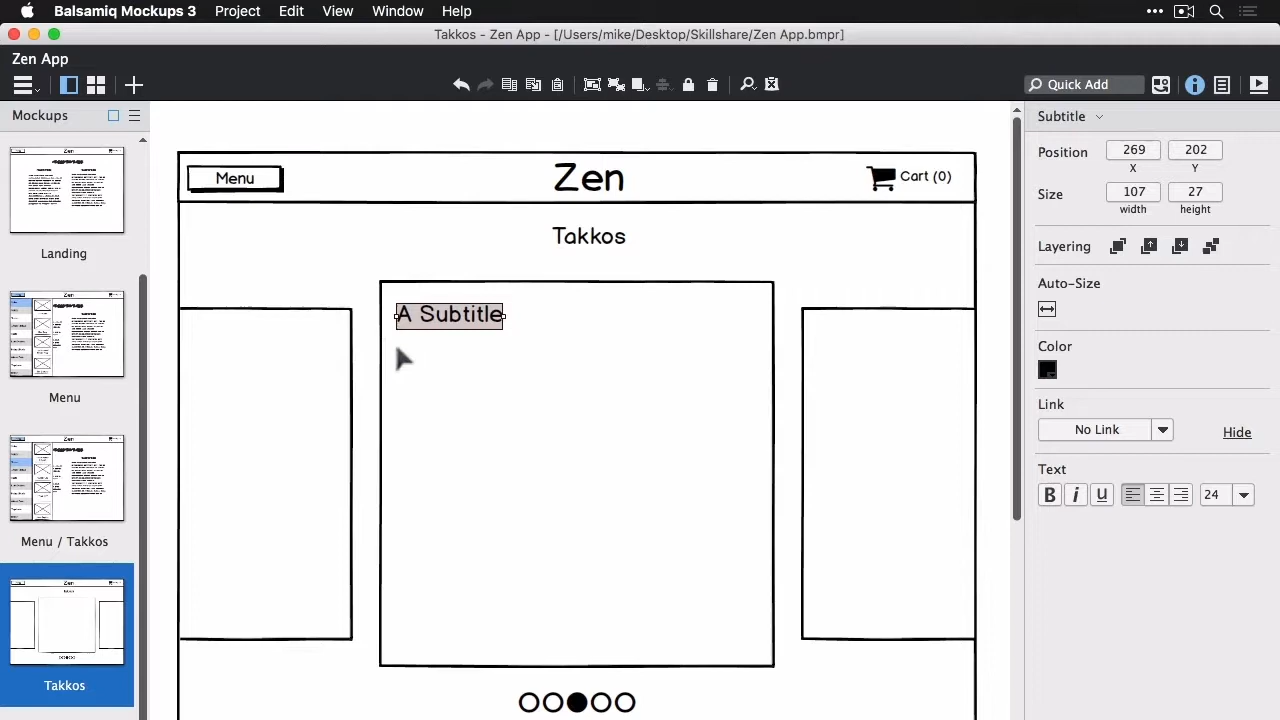 Balsamiq Mockups 3 Project Edit View Window Help
Takkos - Zen App - [/Users/mike/Desktop/Skillshare/Zen App.bmpr]
Zen App
Quick Add
Mockups
Landing
Menu
Menu / Takkos
Takkos
Menu
Zen
Cart (0)
Takkos
A Subtitle
Subtitle
Position 269 202
X Y
Size 107 27
width height
Layering
Auto-Size
Color
Link
No Link Hide
Text
B i U 24